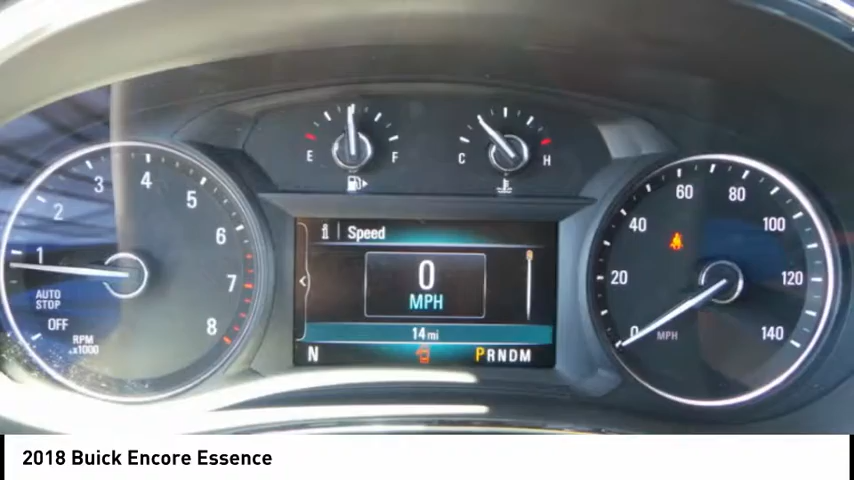 1
2
3
4
5
6
7
8
AUTO
STOP
OFF
RPM
x1000
E F
C H
i Speed
0
MPH
14 mi
N PRNDM
0
20
40
60
80
100
120
140
MPH
2018 Buick Encore Essence